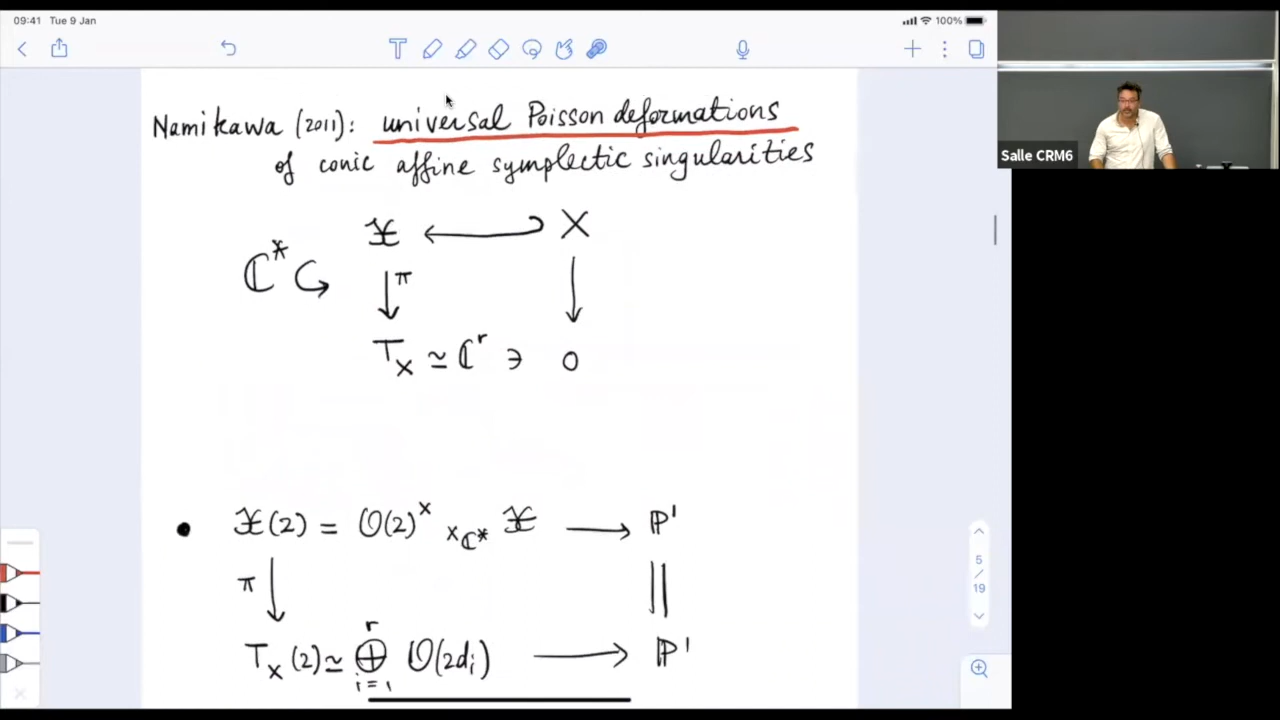 09:41 Tue 9 Jan 100%
Namikawa (2011): universal Poisson deformations
of conic affine symplectic singularities
𝔛 ⟵ X
ℂ* ↓π ↓
T_X ≃ ℂ^r ∋ 0
• 𝔛(2) = O(2)^× ×_ℂ* 𝔛 ⟶ ℙ¹
π ↓ ||
T_X(2) ≃ ⊕_{i=1}^r O(2d_i) ⟶ ℙ¹
Salle CRM6
5
/
19